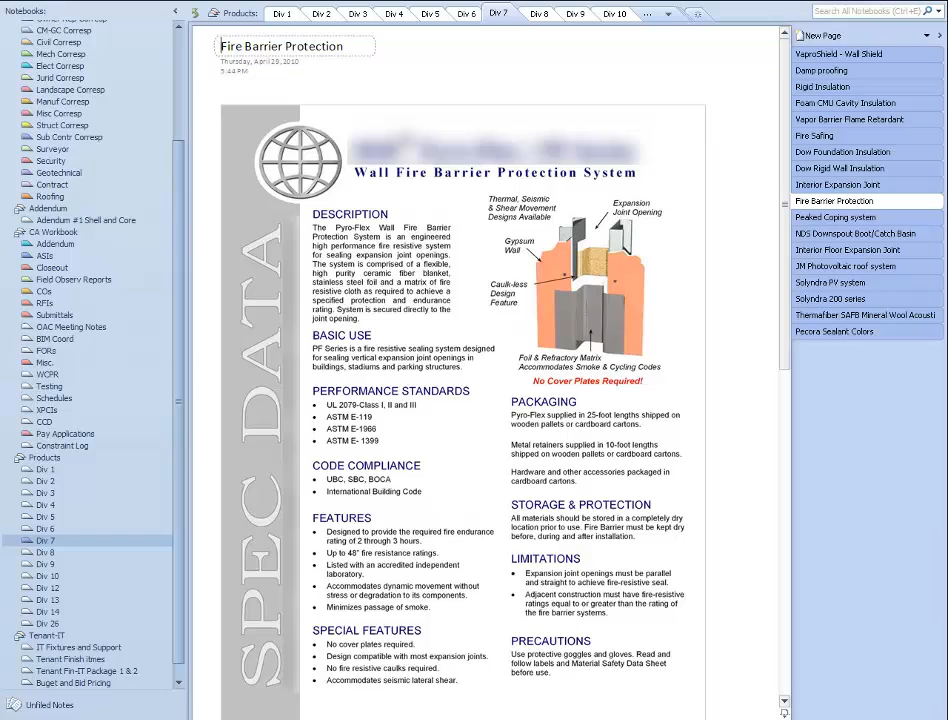 Notebooks:
CM-GC Corresp
Civil Corresp
Mech Corresp
Elect Corresp
Jurid Corresp
Landscape Corresp
Manuf Corresp
Misc Corresp
Struct Corresp
Sub Contr Corresp
Surveyor
Security
Geotechnical
Contract
Roofing
Addendum
Adendum #1 Shell and Core
CA Workbook
Addendum
ASIs
Closeout
Field Observ Reports
COs
RFIs
Submittals
OAC Meeting Notes
BIM Coord
FORs
Misc.
WCPR
Testing
Schedules
XPCIs
CCD
Pay Applications
Constraint Log
Products
Div 1
Div 2
Div 3
Div 4
Div 5
Div 6
Div 7
Div 8
Div 9
Div 10
Div 12
Div 13
Div 14
Div 26
Tenant-IT
IT Fixtures and Support
Tenant Finish itmes
Tenant Fin-IT Package 1 & 2
Buget and Bid Pricing
Unfiled Notes
Products: Div 1 Div 2 Div 3 Div 4 Div 5 Div 6 Div 7 Div 8 Div 9 Div 10 ...
Search All Notebooks (Ctrl+E)
Fire Barrier Protection
Thursday, April 29, 2010
3:44 PM
Wall Fire Barrier Protection System
SPEC DATA
DESCRIPTION
The Pyro-Flex Wall Fire Barrier
Protection System is an engineered
high performance fire resistive system
for sealing expansion joint openings.
The system is comprised of a flexible,
high purity ceramic fiber blanket,
stainless steel foil and a matrix of fire
resistive cloth as required to achieve a
specified protection and endurance
rating. System is secured directly to the
joint opening.
BASIC USE
PF Series is a fire resistive sealing system designed
for sealing vertical expansion joint openings in
buildings, stadiums and parking structures.
PERFORMANCE STANDARDS
• UL 2079-Class I, II and III
• ASTM E-119
• ASTM E-1966
• ASTM E- 1399
CODE COMPLIANCE
• UBC, SBC, BOCA
• International Building Code
FEATURES
• Designed to provide the required fire endurance
rating of 2 through 3 hours.
• Up to 48" fire resistance ratings.
• Listed with an accredited independent
laboratory.
• Accommodates dynamic movement without
stress or degradation to its components.
• Minimizes passage of smoke.
SPECIAL FEATURES
• No cover plates required.
• Design compatible with most expansion joints.
• No fire resistive caulks required.
• Accommodates seismic lateral shear.
Thermal, Seismic
& Shear Movement
Designs Available
Expansion
Joint Opening
Gypsum
Wall
Caulk-less
Design
Feature
Foil & Refractory Matrix
Accommodates Smoke & Cycling Codes
No Cover Plates Required!
PACKAGING
Pyro-Flex supplied in 25-foot lengths shipped on
wooden pallets or cardboard cartons.
Metal retainers supplied in 10-foot lengths
shipped on wooden pallets or cardboard cartons.
Hardware and other accessories packaged in
cardboard cartons.
STORAGE & PROTECTION
All materials should be stored in a completely dry
location prior to use. Fire Barrier must be kept dry
before, during and after installation.
LIMITATIONS
• Expansion joint openings must be parallel
and straight to achieve fire-resistive seal.
• Adjacent construction must have fire-resistive
ratings equal to or greater than the rating of
the fire barrier systems.
PRECAUTIONS
Use protective goggles and gloves. Read and
follow labels and Material Safety Data Sheet
before use.
New Page
VaproShield - Wall Shield
Damp proofing
Rigid Insulation
Foam CMU Cavity Insulation
Vapor Barrier Flame Retardant
Fire Safing
Dow Foundation Insulation
Dow Rigid Wall Insulation
Interior Expansion Joint
Fire Barrier Protection
Peaked Coping system
NDS Downspout Boot/Catch Basin
Interior Floor Expansion Joint
JM Photovoltaic roof system
Solyndra PV system
Solyndra 200 series
Thermafiber SAFB Mineral Wool Acousti
Pecora Sealant Colors